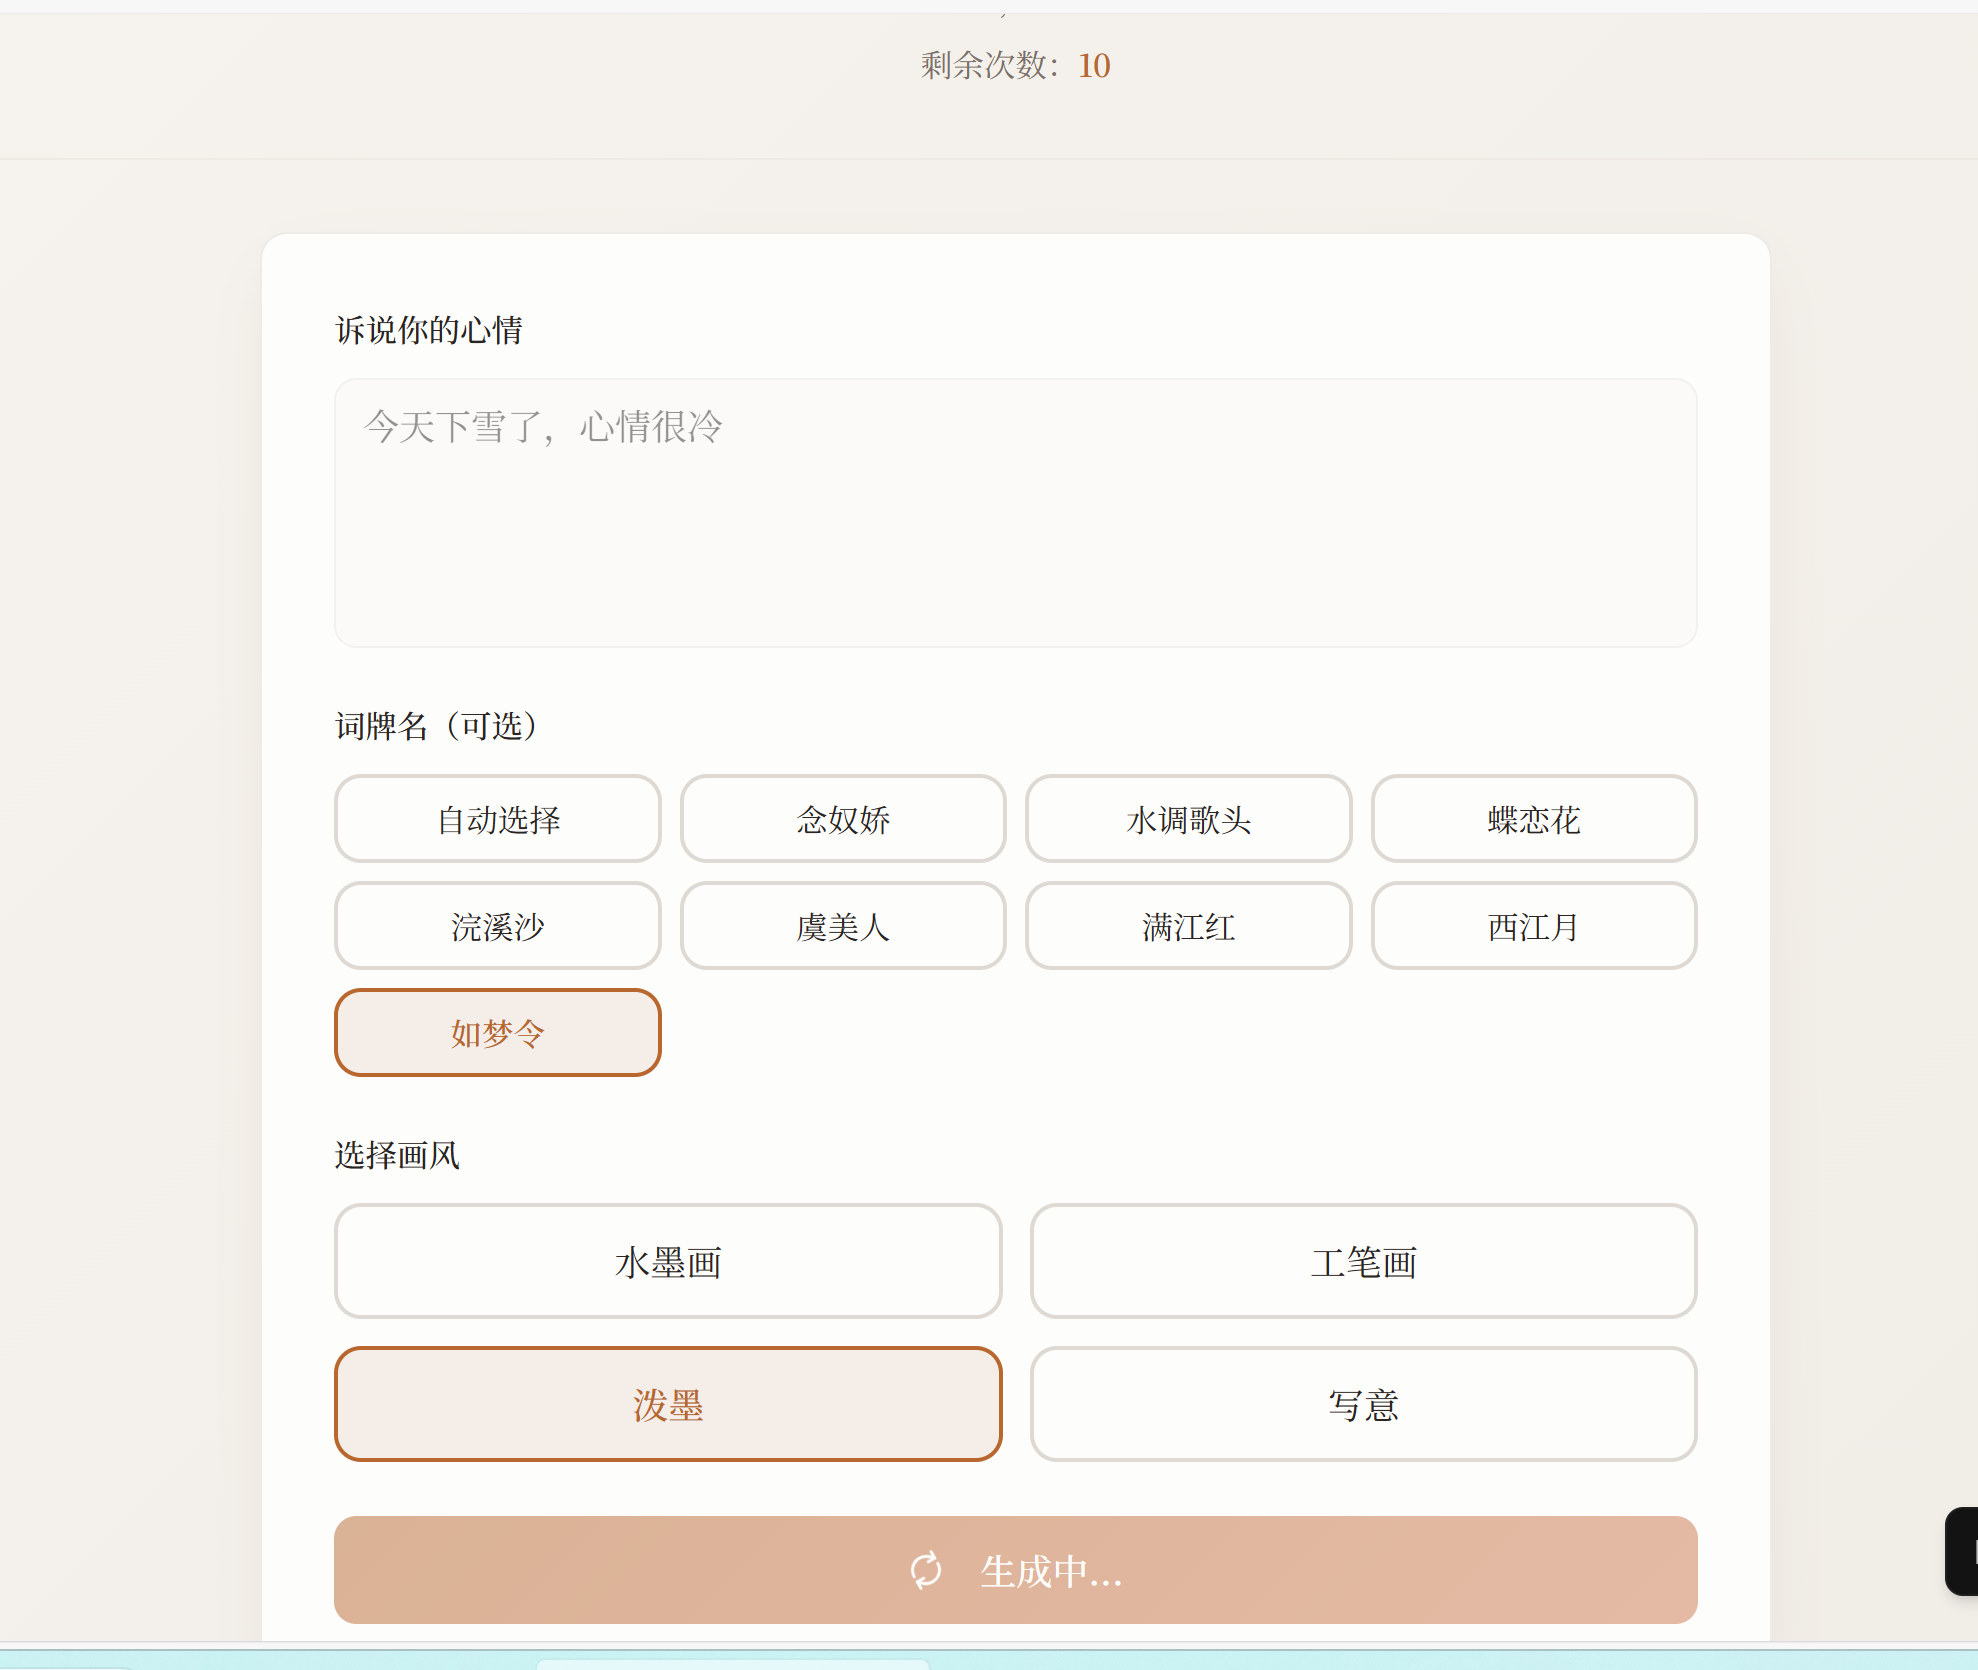 剩余次数：10
诉说你的心情
今天下雪了，心情很冷
词牌名（可选）
自动选择
念奴娇
水调歌头
蝶恋花
浣溪沙
虞美人
满江红
西江月
如梦令
选择画风
水墨画
工笔画
泼墨
写意
生成中...